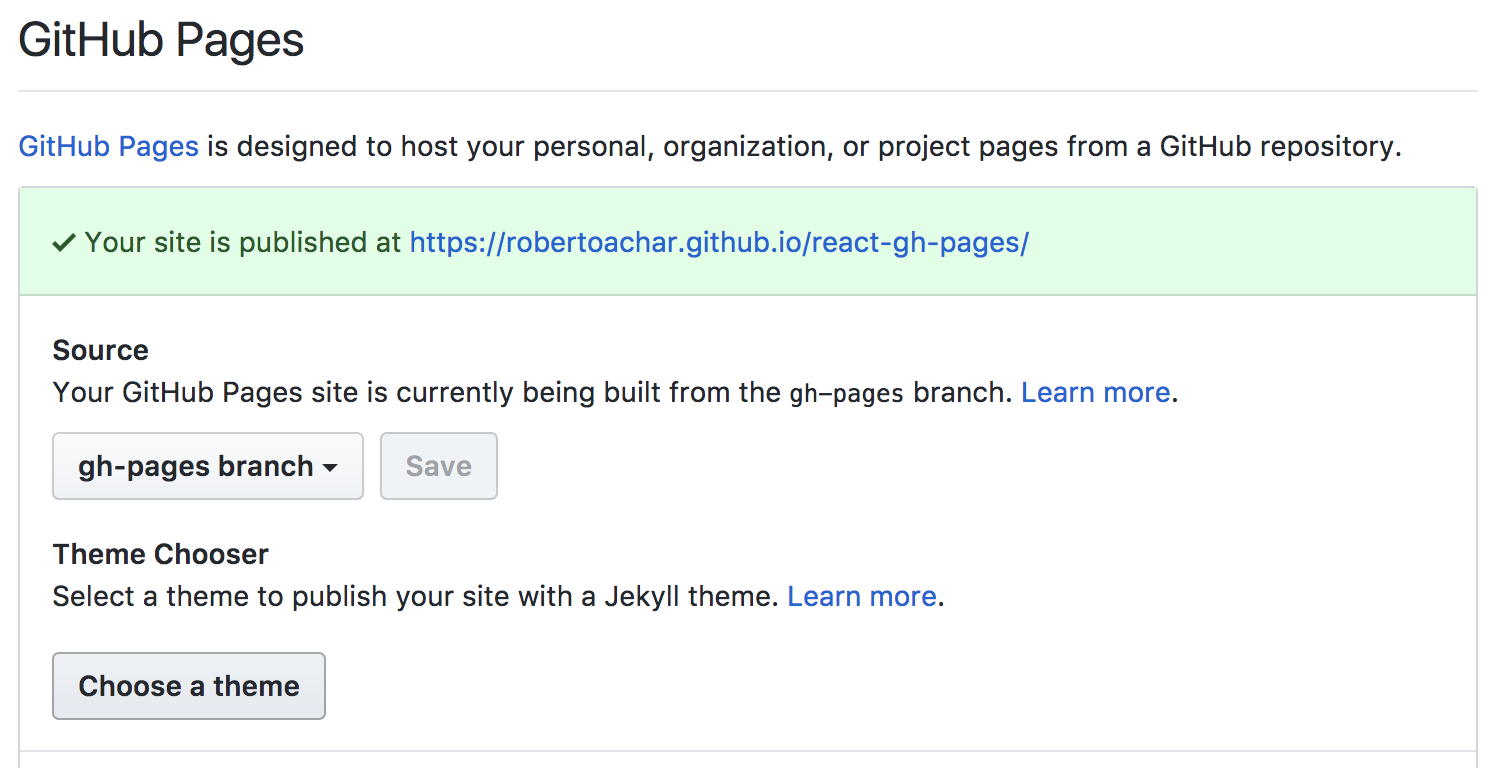 GitHub Pages
GitHub Pages is designed to host your personal, organization, or project pages from a GitHub repository.
Your site is published at https://robertoachar.github.io/react-gh-pages/
Source
Your GitHub Pages site is currently being built from the gh-pages branch. Learn more.
gh-pages branch Save
Theme Chooser
Select a theme to publish your site with a Jekyll theme. Learn more.
Choose a theme